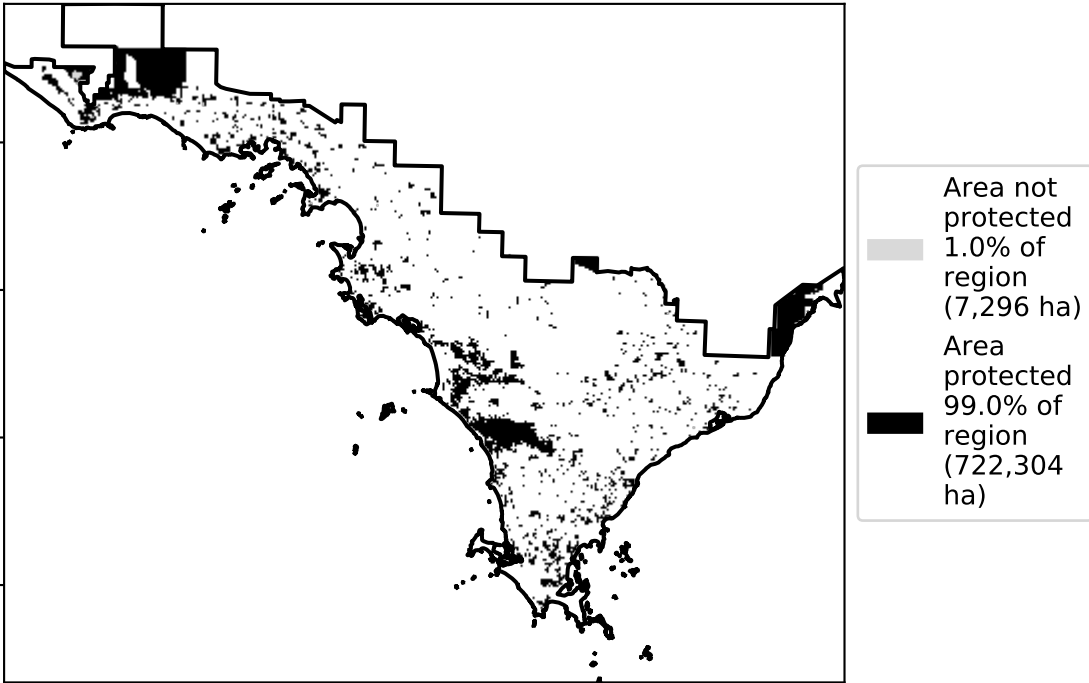 Area not
protected
1.0% of
region
(7,296 ha)
Area
protected
99.0% of
region
(722,304
ha)